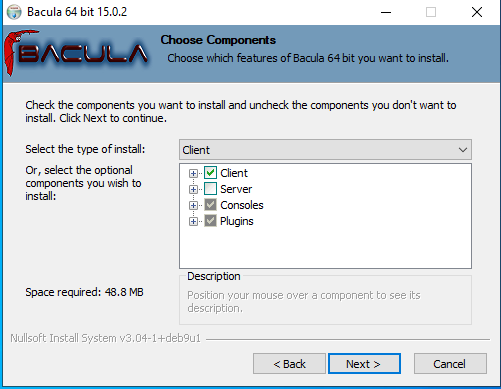 Bacula 64 bit 15.0.2
BACULA
Choose Components
Choose which features of Bacula 64 bit you want to install.
Check the components you want to install and uncheck the components you don't want to
install. Click Next to continue.
Select the type of install:
Client
Or, select the optional
components you wish to
install:
Client
Server
Consoles
Plugins
Space required: 48.8 MB
Description
Position your mouse over a component to see its
description.
Nullsoft Install System v3.04-1+deb9u1
< Back
Next >
Cancel